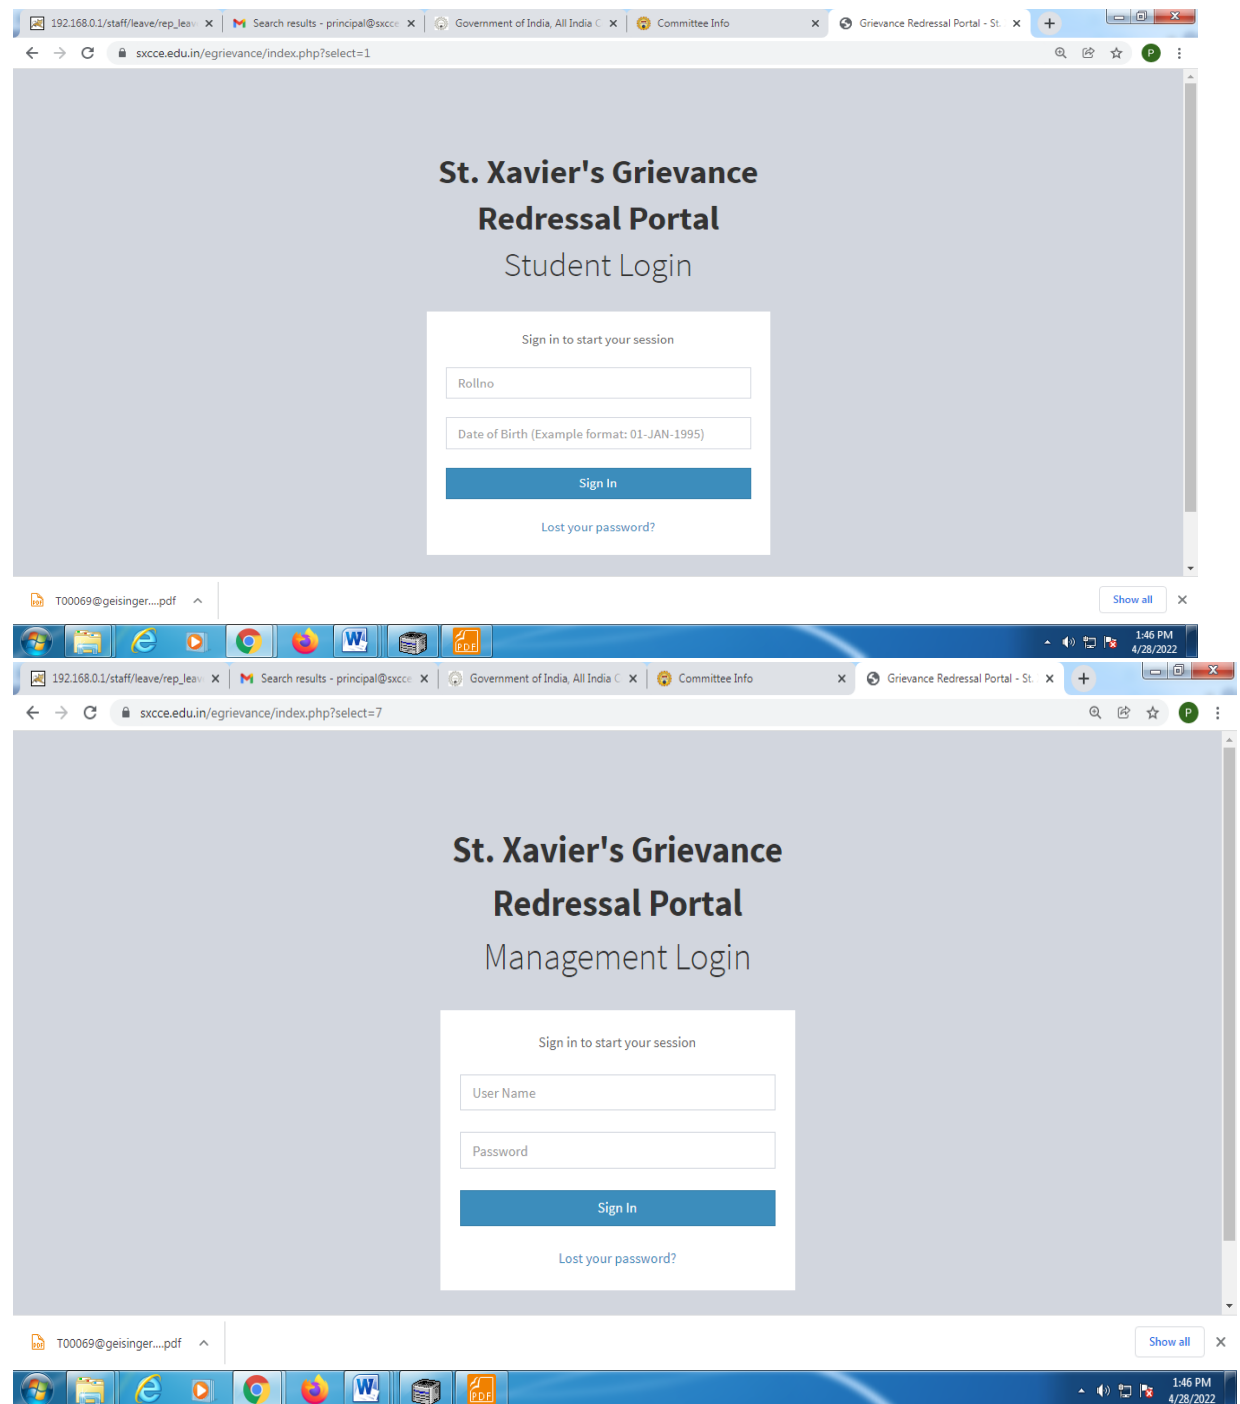 192.168.0.1/staff/leave/rep_leav
Search results - principal@sxcce
Government of India, All India C
Committee Info
Grievance Redressal Portal - St.
sxcce.edu.in/egrievance/index.php?select=1
P
St. Xavier's Grievance
Redressal Portal
Student Login
Sign in to start your session
Rollno
Date of Birth (Example format: 01-JAN-1995)
Sign In
Lost your password?
T00069@geisinger....pdf
Show all
PDF
1:46 PM
4/28/2022
192.168.0.1/staff/leave/rep_leav
Search results - principal@sxcce
Government of India, All India C
Committee Info
Grievance Redressal Portal - St.
sxcce.edu.in/egrievance/index.php?select=7
P
St. Xavier's Grievance
Redressal Portal
Management Login
Sign in to start your session
User Name
Password
Sign In
Lost your password?
T00069@geisinger....pdf
Show all
PDF
1:46 PM
4/28/2022